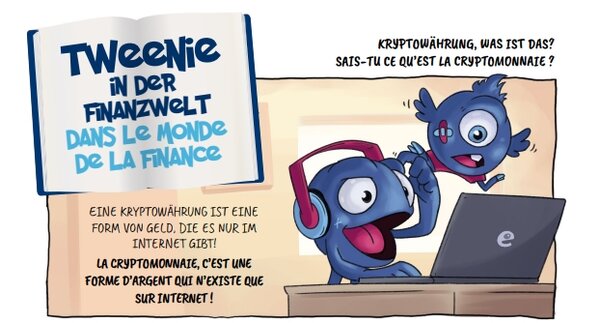 TWEENIE
IN DER
FINANZWELT
DANS LE MONDE
DE LA FINANCE
KRYPTOWÄHRUNG, WAS IST DAS?
SAIS-TU CE QU'EST LA CRYPTOMONNAIE ?
EINE KRYPTOWÄHRUNG IST EINE
FORM VON GELD, DIE ES NUR IM
INTERNET GIBT!
LA CRYPTOMONNAIE, C'EST UNE
FORME D'ARGENT QUI N'EXISTE QUE
SUR INTERNET !
e